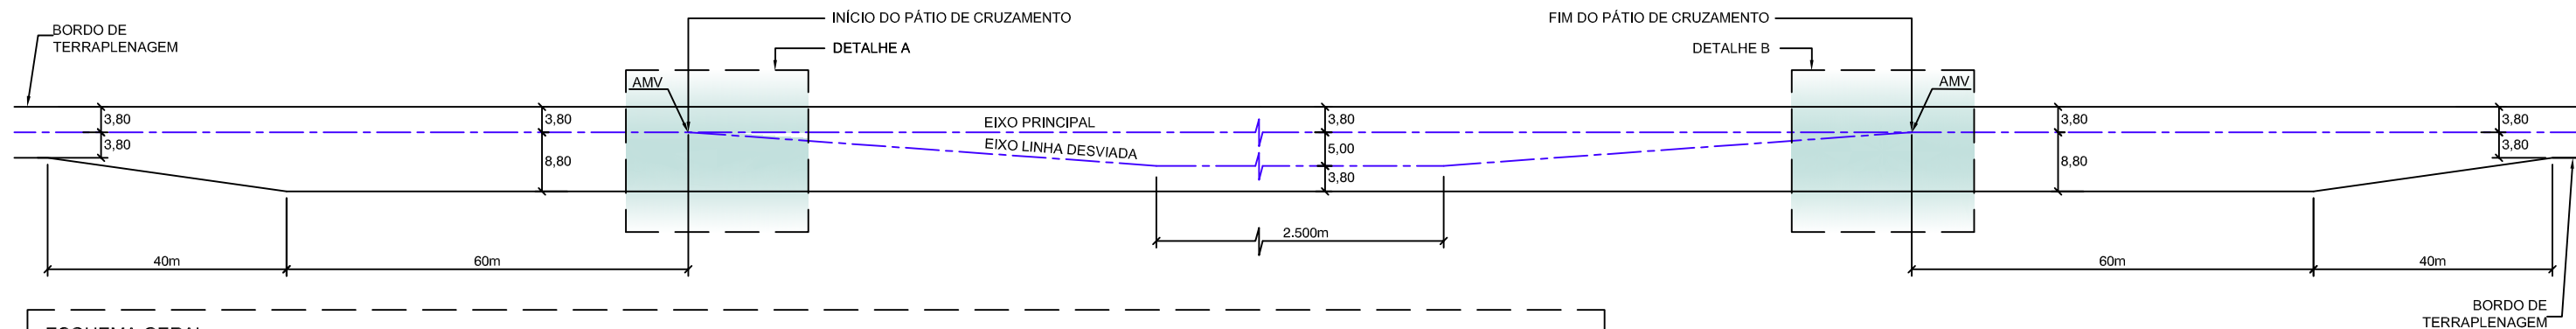 BORDO DE
TERRAPLENAGEM
INÍCIO DO PÁTIO DE CRUZAMENTO
DETALHE A
FIM DO PÁTIO DE CRUZAMENTO
DETALHE B
AMV
AMV
3,80
3,80
3,80
8,80
EIXO PRINCIPAL
EIXO LINHA DESVIADA
3,80
5,00
3,80
3,80
8,80
3,80
3,80
2.500m
40m
60m
60m
40m
BORDO DE
TERRAPLENAGEM
ESQUEMA GERAL